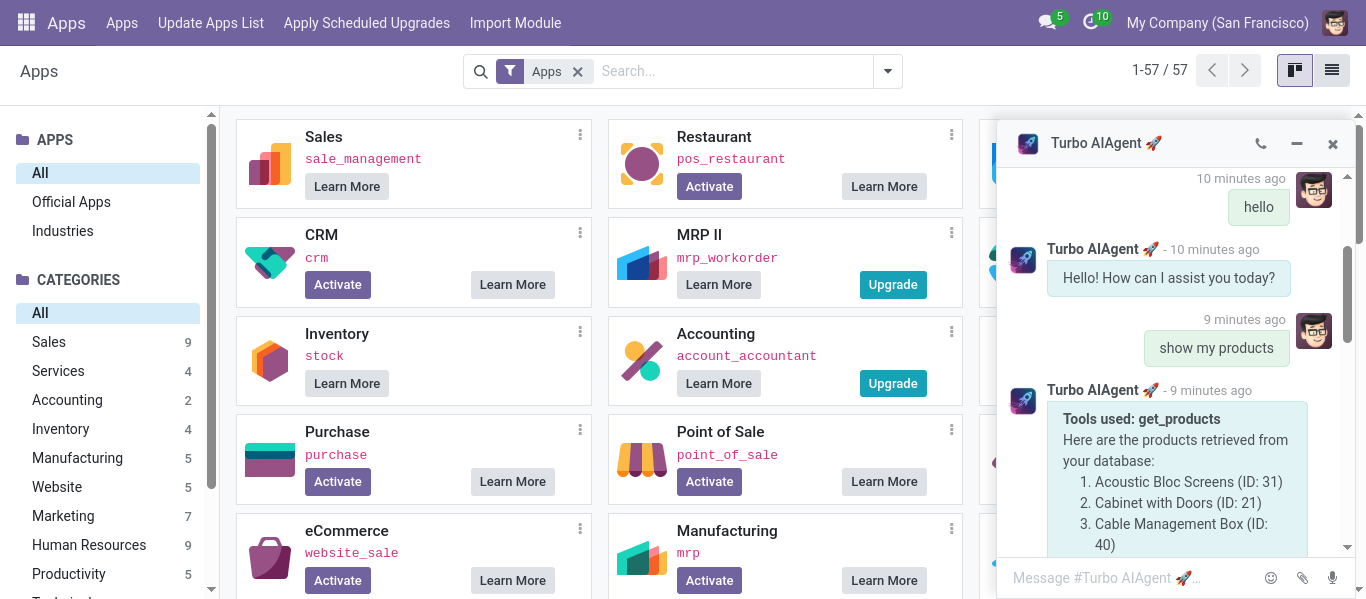 Apps Apps Update Apps List Apply Scheduled Upgrades Import Module 5 10 My Company (San Francisco)
Apps Apps Search... 1-57 / 57
APPS
All
Official Apps
Industries
CATEGORIES
All
Sales 9
Services 4
Accounting 2
Inventory 4
Manufacturing 5
Website 5
Marketing 7
Human Resources 9
Productivity 5
Sales
sale_management
Learn More
Restaurant
pos_restaurant
Activate Learn More
CRM
crm
Activate Learn More
MRP II
mrp_workorder
Learn More Upgrade
Inventory
stock
Learn More
Accounting
account_accountant
Learn More Upgrade
Purchase
purchase
Activate Learn More
Point of Sale
point_of_sale
Activate Learn More
eCommerce
website_sale
Activate Learn More
Manufacturing
mrp
Activate Learn More
Turbo AIAgent 🚀
10 minutes ago
hello
Turbo AIAgent 🚀 - 10 minutes ago
Hello! How can I assist you today?
9 minutes ago
show my products
Turbo AIAgent 🚀 - 9 minutes ago
Tools used: get_products
Here are the products retrieved from
your database:
1. Acoustic Bloc Screens (ID: 31)
2. Cabinet with Doors (ID: 21)
3. Cable Management Box (ID:
40)
Message #Turbo AIAgent 🚀...